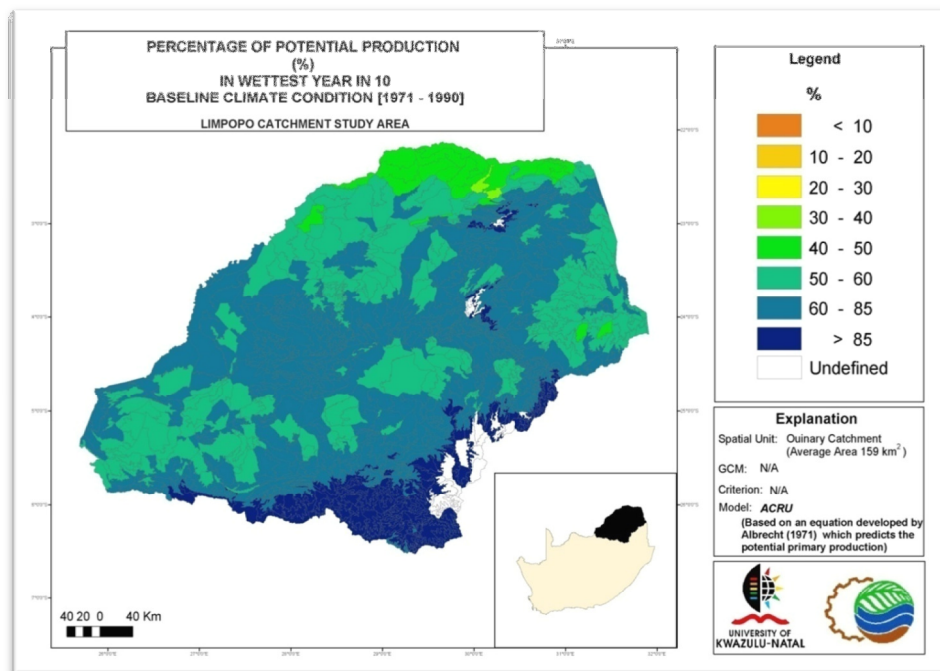 PERCENTAGE OF POTENTIAL PRODUCTION
(%)
IN WETTEST YEAR IN 10
BASELINE CLIMATE CONDITION [1971 - 1990]
LIMPOPO CATCHMENT STUDY AREA
Legend
%
< 10
10 - 20
20 - 30
30 - 40
40 - 50
50 - 60
60 - 85
> 85
Undefined
Explanation
Spatial Unit: Quinary Catchment
(Average Area 159 km²)
GCM: N/A
Criterion: N/A
Model: ACRU
(Based on an equation developed by
Albrecht (1971) which predicts the
potential primary production)
40 20 0 40 Km
UNIVERSITY OF
KWAZULU-NATAL